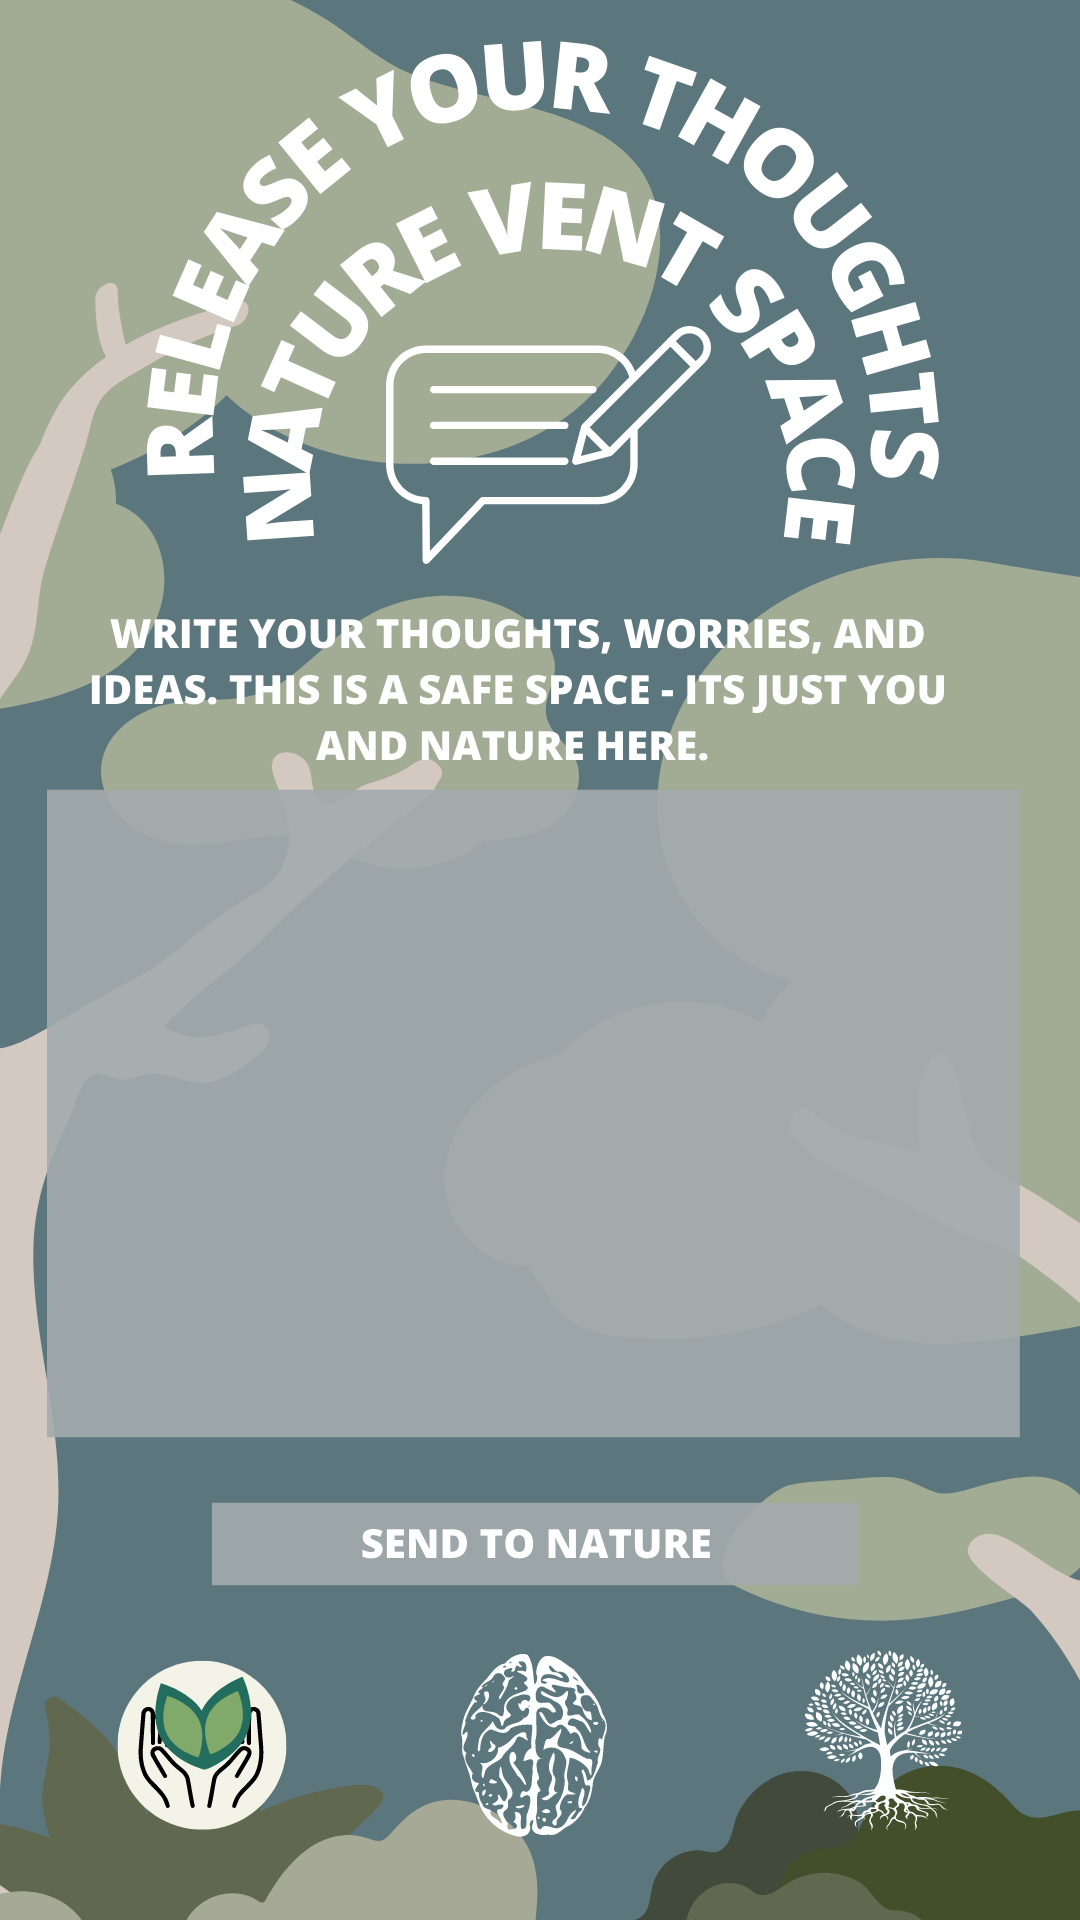 RELEASE YOUR THOUGHTS
NATURE VENT SPACE
WRITE YOUR THOUGHTS, WORRIES, AND
IDEAS. THIS IS A SAFE SPACE - ITS JUST YOU
AND NATURE HERE.
SEND TO NATURE